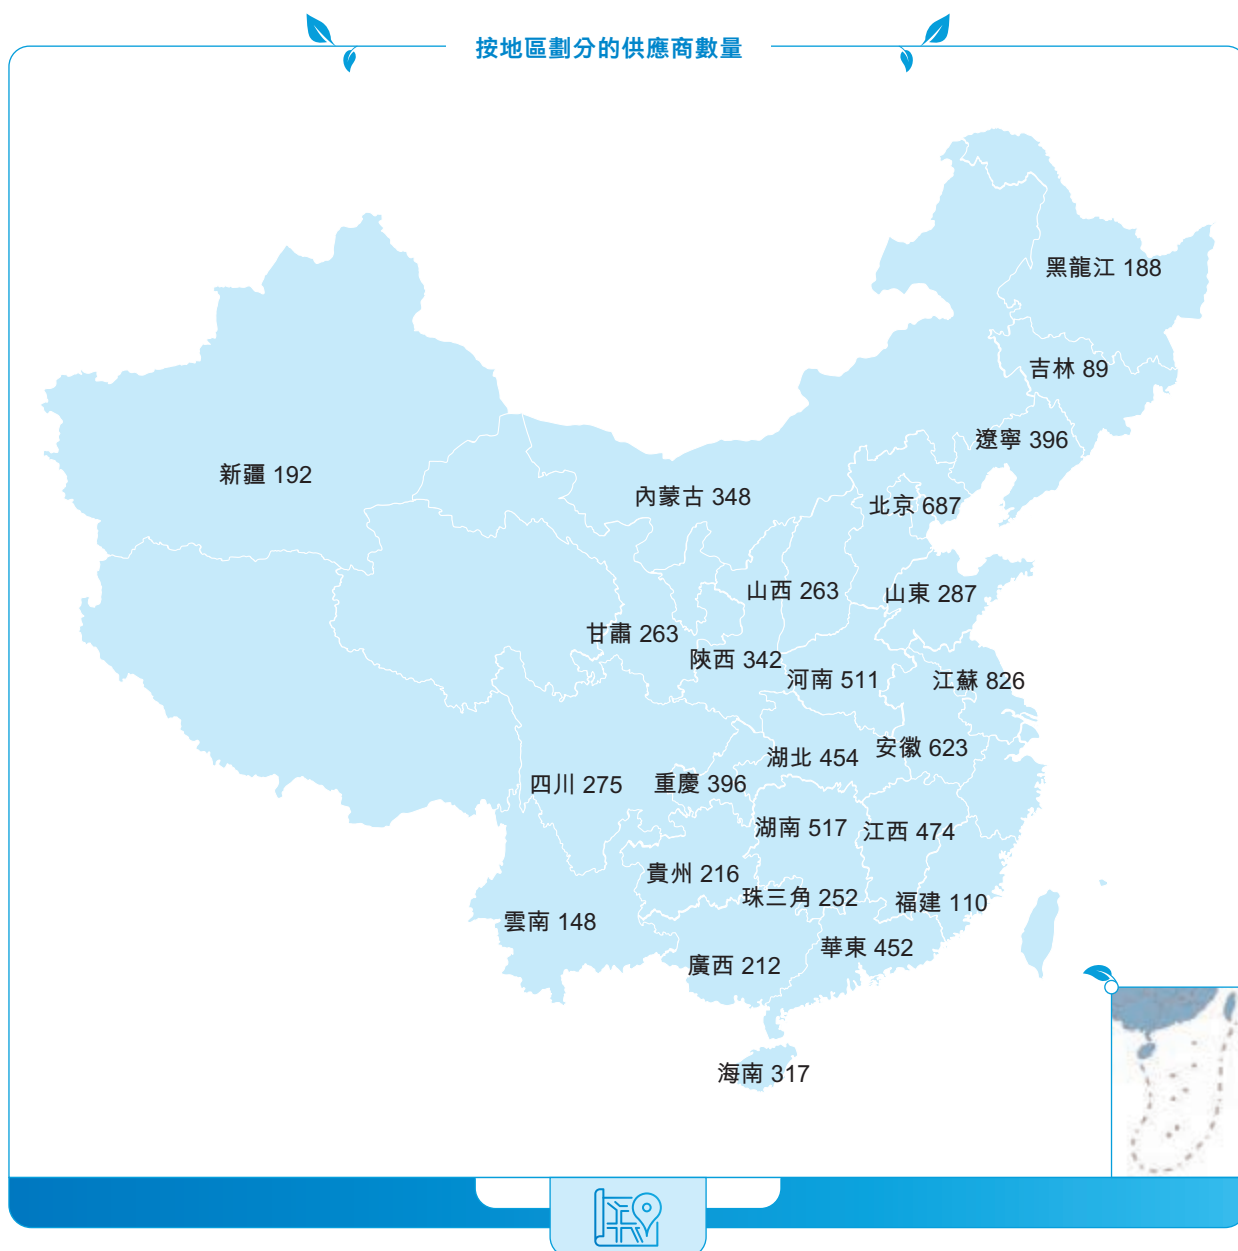 按地區劃分的供應商數量
黑龍江 188
吉林 89
遼寧 396
新疆 192
內蒙古 348
北京 687
山西 263
山東 287
甘肅 263
陝西 342
河南 511
江蘇 826
湖北 454
安徽 623
四川 275
重慶 396
湖南 517
江西 474
貴州 216
珠三角 252
福建 110
雲南 148
華東 452
廣西 212
海南 317